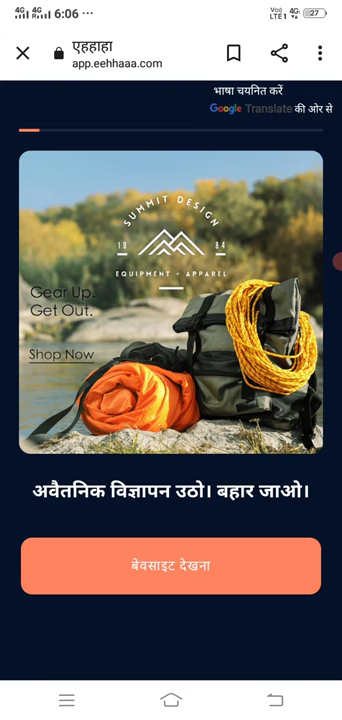 4G 4G R 6:06 ···
Voi) LTE1 4G 27
एहहाहा
app.eehhaaa.com
भाषा चयनित करें
Google Translate की ओर से
SUMMIT DESIGN
19 84
EQUIPMENT + APPAREL
Gear Up.
Get Out.
Shop Now
अवैतनिक विज्ञापन उठो। बहार जाओ।
बेवसाइट देखना